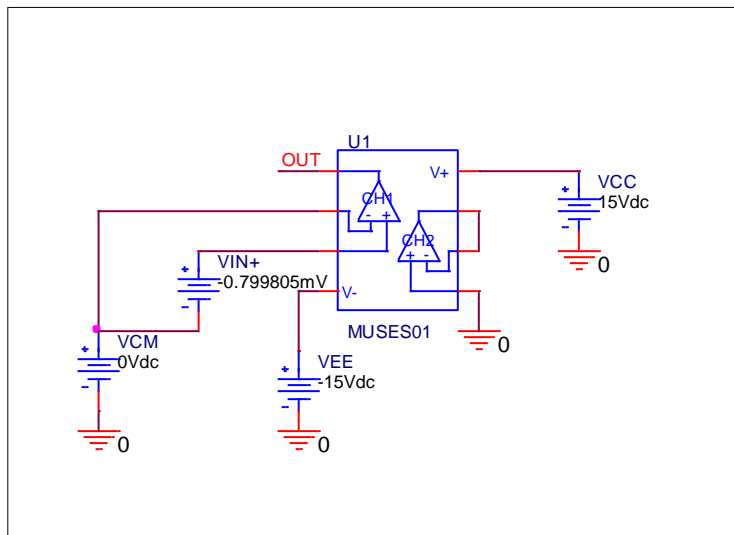 U1
OUT
V+
CH1
- +
VCC
+
15Vdc
-
0
CH2
+ -
VIN+
+
-0.799805mV
-
V-
MUSES01
0
VCM
+
0Vdc
-
0
VEE
+
-15Vdc
-
0